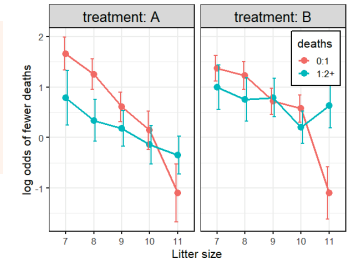 treatment: A
treatment: B
deaths
0:1
1:2+
log odds of fewer deaths
2
1
0
-1
7 8 9 10 11
7 8 9 10 11
Litter size